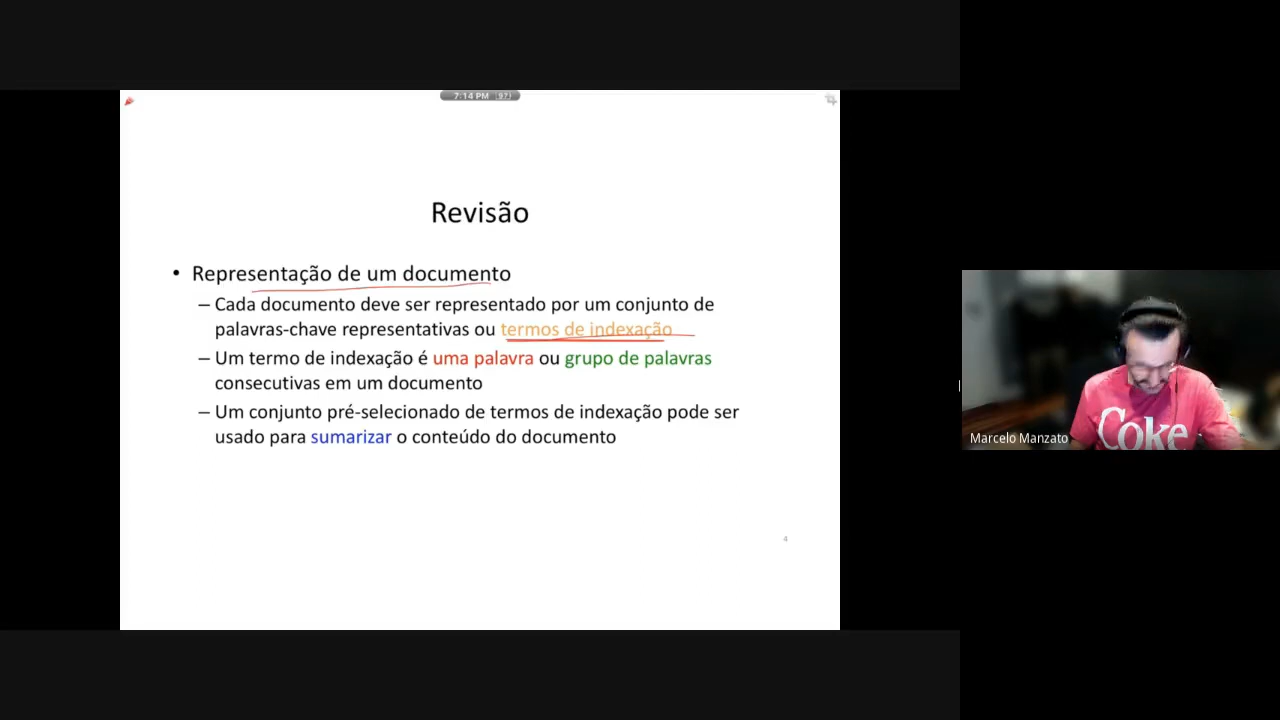 7:14 PM (97)
Revisão
• Representação de um documento
– Cada documento deve ser representado por um conjunto de
palavras-chave representativas ou termos de indexação
– Um termo de indexação é uma palavra ou grupo de palavras
consecutivas em um documento
– Um conjunto pré-selecionado de termos de indexação pode ser
usado para sumarizar o conteúdo do documento
4
Coke
Marcelo Manzato